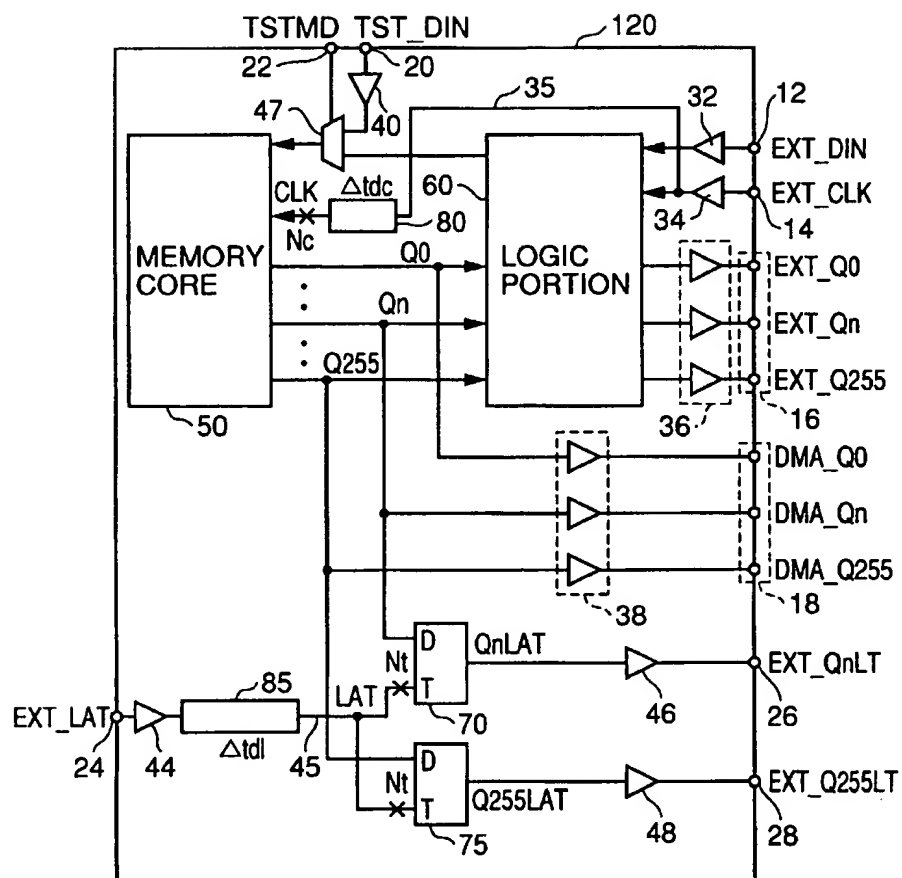 TSTMD TST_DIN
120
22
20
35
32
12
47
40
EXT_DIN
60
CLK
Δtdc
EXT_CLK
80
34
14
Nc
MEMORY
CORE
LOGIC
PORTION
Q0
EXT_Q0
Qn
EXT_Qn
Q255
EXT_Q255
50
36
16
DMA_Q0
DMA_Qn
DMA_Q255
38
18
D
QnLAT
Nt
EXT_QnLT
85
LAT
T
EXT_LAT
70
46
26
24
44
Δtdl
45
D
Nt
EXT_Q255LT
Q255LAT
T
75
48
28